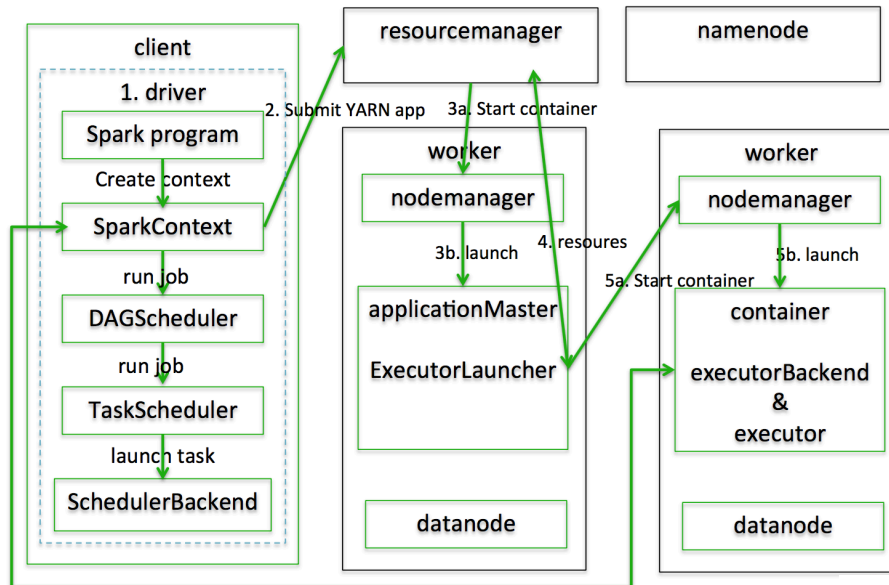 client
1. driver
Spark program
Create context
SparkContext
run job
DAGScheduler
run job
TaskScheduler
launch task
SchedulerBackend
2. Submit YARN app
resourcemanager
3a. Start container
worker
nodemanager
3b. launch
4. resoures
applicationMaster
ExecutorLauncher
datanode
namenode
worker
nodemanager
5a. Start container
5b. launch
container
executorBackend
&
executor
datanode